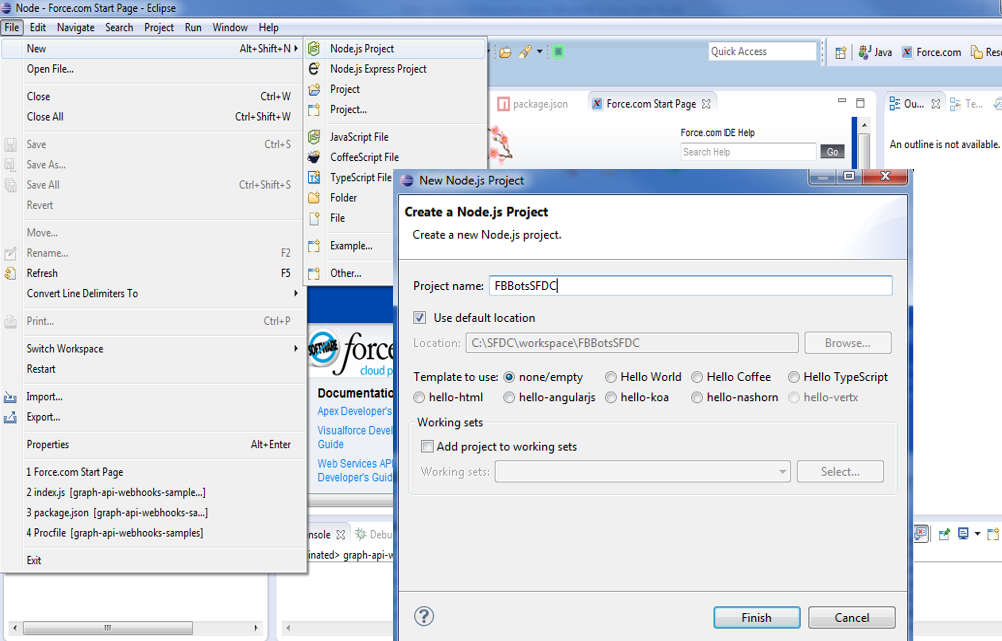 Node - Force.com Start Page - Eclipse
File Edit Navigate Search Project Run Window Help
New Alt+Shift+N
Open File...
Close Ctrl+W
Close All Ctrl+Shift+W
Save Ctrl+S
Save As...
Save All Ctrl+Shift+S
Revert
Move...
Rename... F2
Refresh F5
Convert Line Delimiters To
Print... Ctrl+P
Switch Workspace
Restart
Import...
Export...
Properties Alt+Enter
1 Force.com Start Page
2 index.js [graph-api-webhooks-sample...]
3 package.json [graph-api-webhooks-sa...]
4 Procfile [graph-api-webhooks-samples]
Exit
Node.js Project
Node.js Express Project
Project
Project...
JavaScript File
CoffeeScript File
TypeScript File
Folder
File
Example...
Other...
Quick Access
Java Force.com Res
package.json Force.com Start Page
Ou... Te...
Force.com IDE Help
Search Help Go
An outline is not available.
SOFTWARE
force
cloud p
Documentatio
Apex Developer's
Visualforce Devel
Guide
Web Services API
Developer's Guid
nsole Debu
inated> graph-api-w
New Node.js Project
Create a Node.js Project
Create a new Node.js project.
Project name: FBBotsSFDC
Use default location
Location: C:\SFDC\workspace\FBBotsSFDC Browse...
Template to use: none/empty Hello World Hello Coffee Hello TypeScript
hello-html hello-angularjs hello-koa hello-nashorn hello-vertx
Working sets
Add project to working sets
Working sets: Select...
Finish Cancel